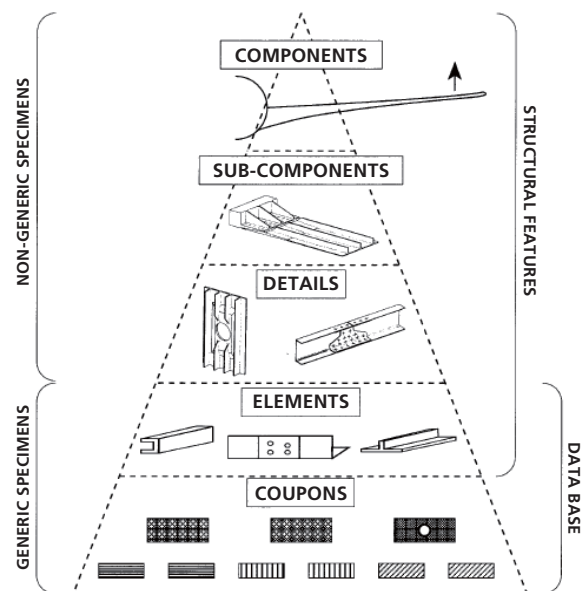 COMPONENTS
SUB-COMPONENTS
DETAILS
ELEMENTS
COUPONS
NON-GENERIC SPECIMENS
GENERIC SPECIMENS
STRUCTURAL FEATURES
DATA BASE